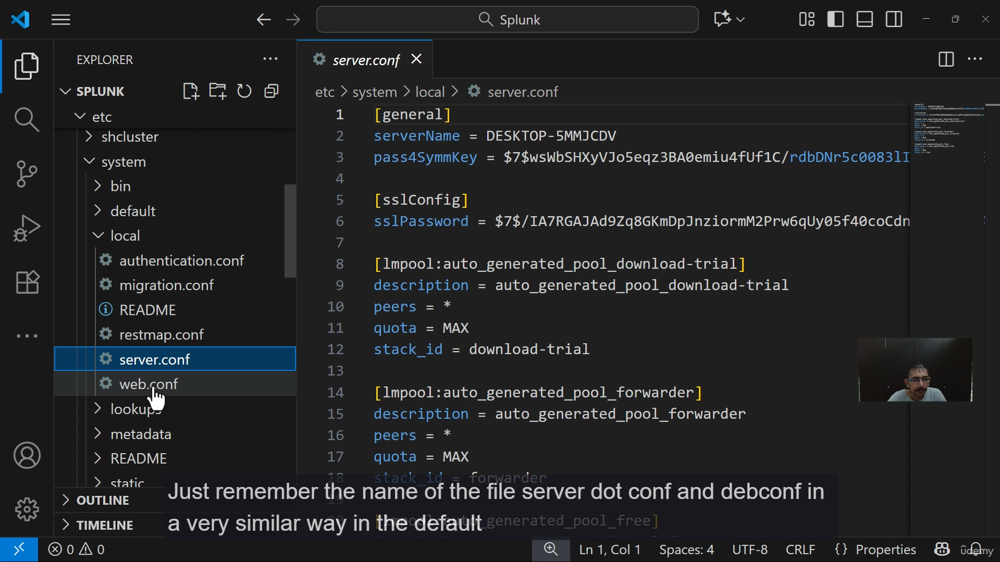 Splunk
EXPLORER
SPLUNK
etc
shcluster
system
bin
default
local
authentication.conf
migration.conf
README
restmap.conf
server.conf
web.conf
lookups
metadata
README
static
OUTLINE
TIMELINE
server.conf
etc > system > local > server.conf
1 [general]
2 serverName = DESKTOP-5MMJCDV
3 pass4SymmKey = $7$wsWbSHXyVJo5eqz3BA0emiu4fUf1C/rdbDNr5c0083lI
4
5 [sslConfig]
6 sslPassword = $7$/IA7RGAJAd9Zq8GKmDpJnziormM2Prw6qUy05f40coCdn
7
8 [lmpool:auto_generated_pool_download-trial]
9 description = auto_generated_pool_download-trial
10 peers = *
11 quota = MAX
12 stack_id = download-trial
13
14 [lmpool:auto_generated_pool_forwarder]
15 description = auto_generated_pool_forwarder
16 peers = *
17 quota = MAX
18 stack_id = forwarder
19
20 [lmpool:auto_generated_pool_free]
Just remember the name of the file server dot conf and debconf in
a very similar way in the default
0 0
Ln 1, Col 1
Spaces: 4
UTF-8
CRLF
{} Properties
udemy